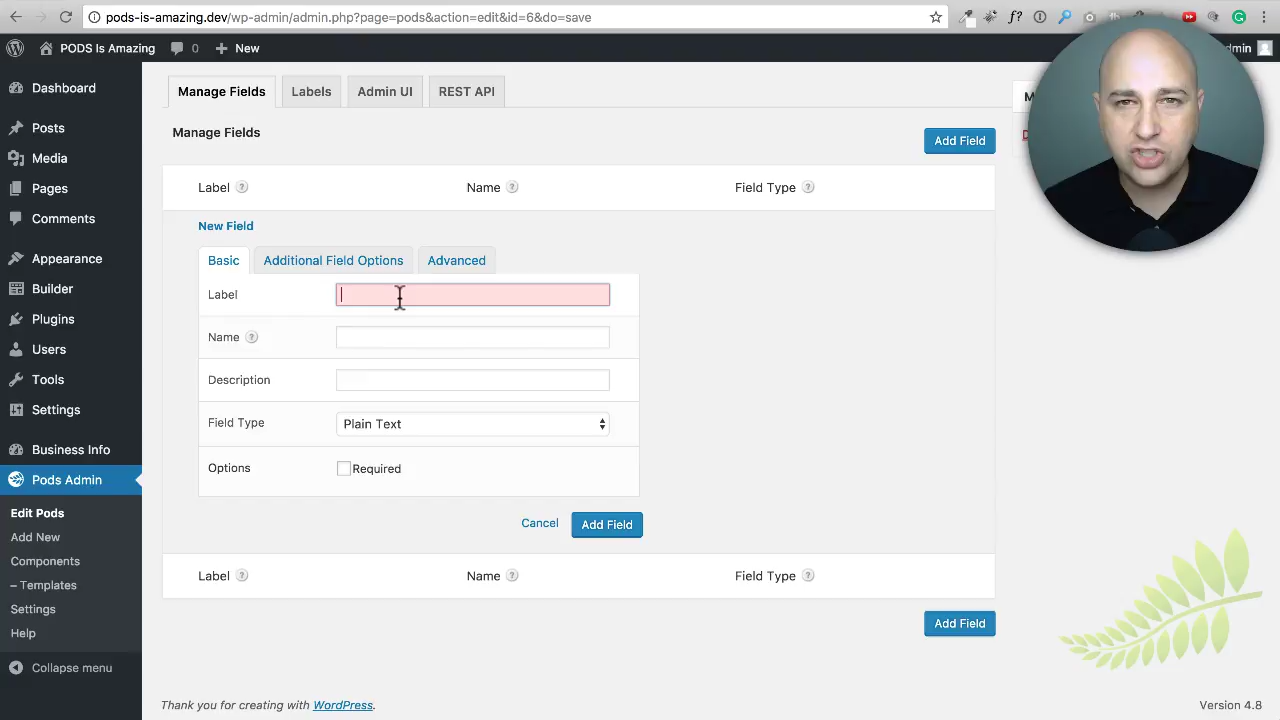 pods-is-amazing.dev/wp-admin/admin.php?page=pods&action=edit&id=6&do=save
PODS Is Amazing 0 New
Dashboard
Posts
Media
Pages
Comments
Appearance
Builder
Plugins
Users
Tools
Settings
Business Info
Pods Admin
Edit Pods
Add New
Components
– Templates
Settings
Help
Collapse menu
Manage Fields Labels Admin UI REST API
Manage Fields
Add Field
Label ? Name ? Field Type ?
New Field
Basic Additional Field Options Advanced
Label
Name ?
Description
Field Type Plain Text
Options Required
Cancel Add Field
Label ? Name ? Field Type ?
Add Field
Thank you for creating with WordPress.
Version 4.8